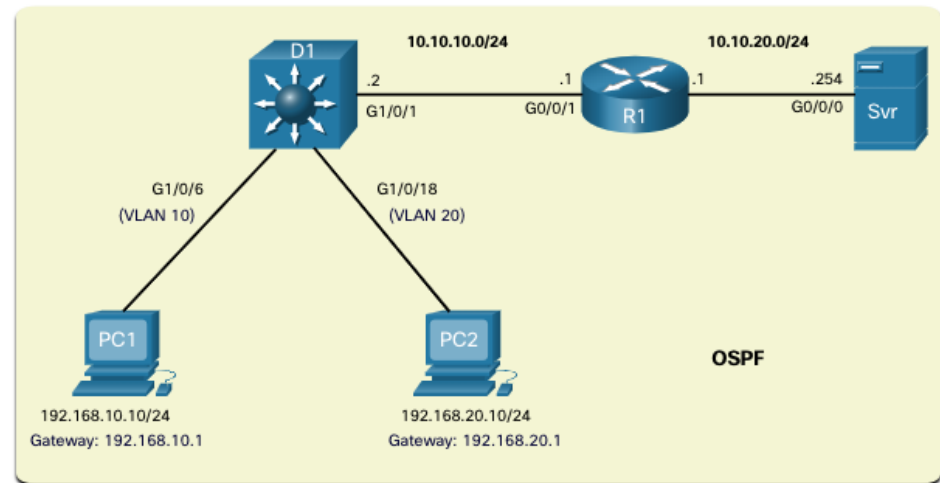 D1
10.10.10.0/24
10.10.20.0/24
.2
.1
.1
.254
G1/0/1
G0/0/1
R1
G0/0/0
Svr
G1/0/6
(VLAN 10)
G1/0/18
(VLAN 20)
PC1
PC2
OSPF
192.168.10.10/24
Gateway: 192.168.10.1
192.168.20.10/24
Gateway: 192.168.20.1